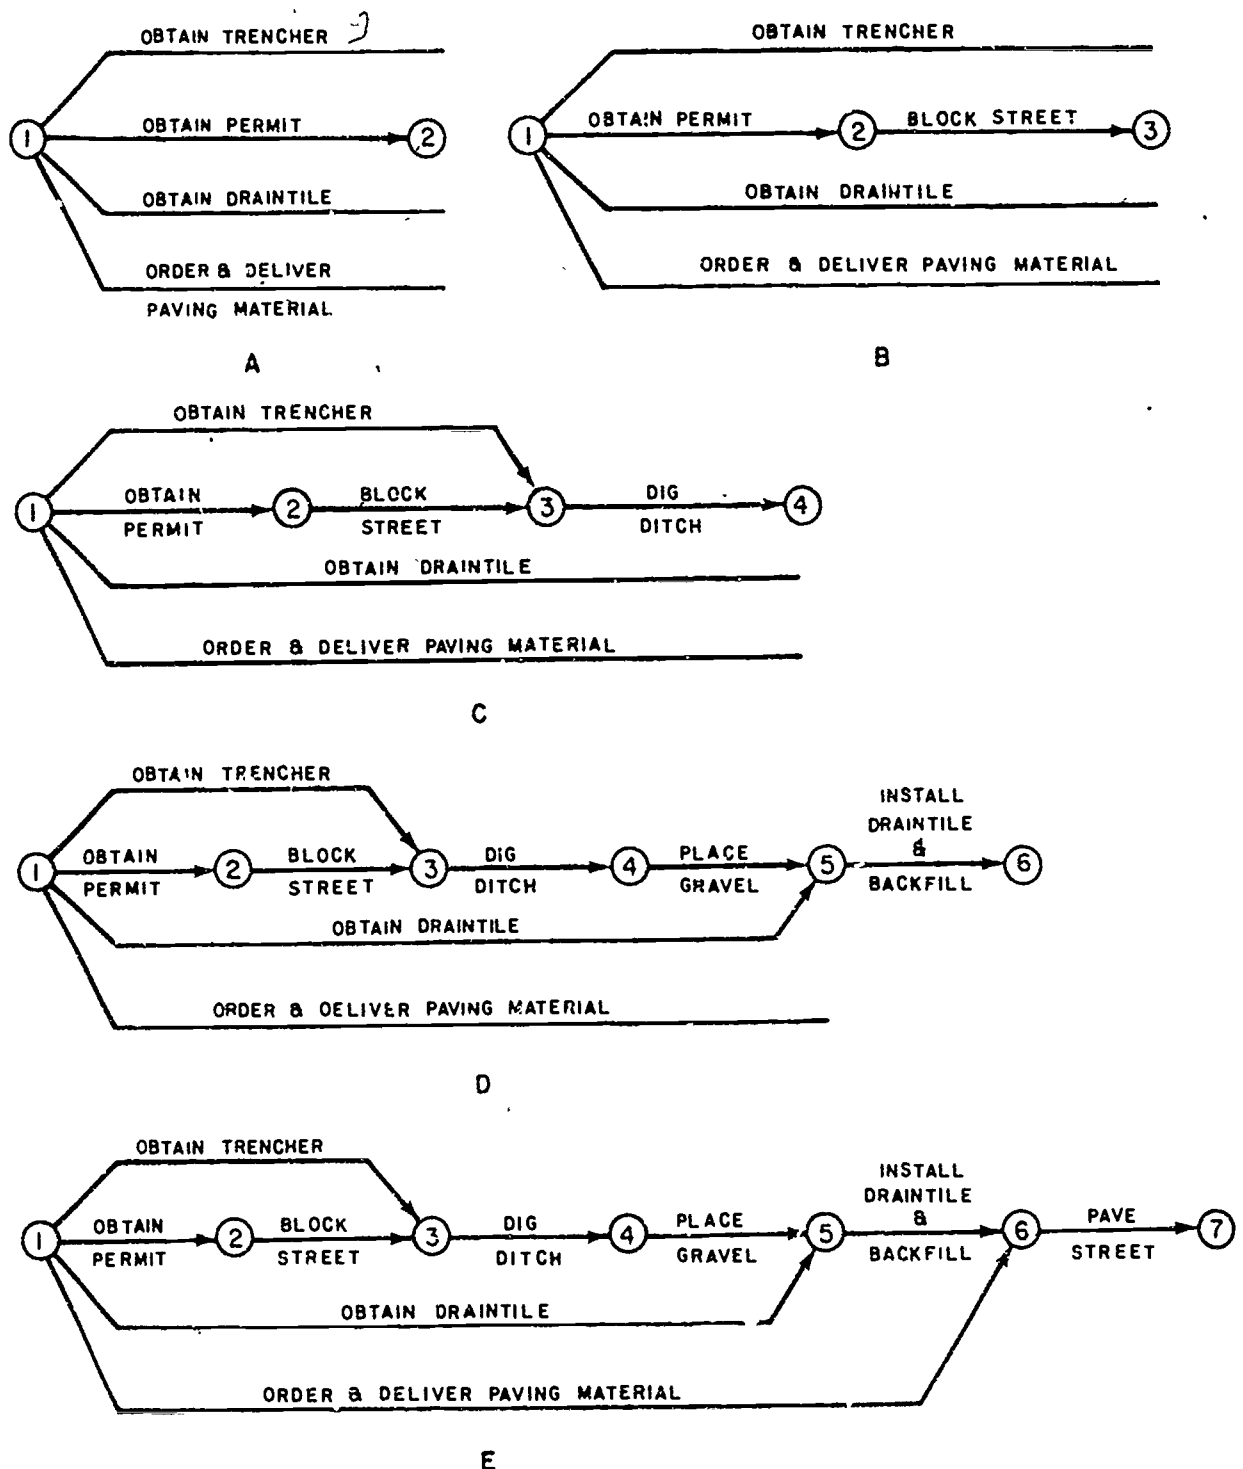 OBTAIN TRENCHER
1
OBTAIN PERMIT
2
OBTAIN DRAINTILE
ORDER & DELIVER
PAVING MATERIAL
A
OBTAIN TRENCHER
1
OBTAIN PERMIT
2
BLOCK STREET
3
OBTAIN DRAINTILE
ORDER & DELIVER PAVING MATERIAL
B
OBTAIN TRENCHER
1
OBTAIN
PERMIT
2
BLOCK
STREET
3
DIG
DITCH
4
OBTAIN DRAINTILE
ORDER & DELIVER PAVING MATERIAL
C
OBTAIN TRENCHER
1
OBTAIN
PERMIT
2
BLOCK
STREET
3
DIG
DITCH
4
PLACE
GRAVEL
5
INSTALL
DRAINTILE
&
BACKFILL
6
OBTAIN DRAINTILE
ORDER & DELIVER PAVING MATERIAL
D
OBTAIN TRENCHER
1
OBTAIN
PERMIT
2
BLOCK
STREET
3
DIG
DITCH
4
PLACE
GRAVEL
5
INSTALL
DRAINTILE
&
BACKFILL
6
PAVE
STREET
7
OBTAIN DRAINTILE
ORDER & DELIVER PAVING MATERIAL
E